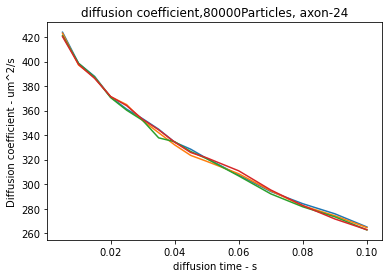 diffusion coefficient,80000Particles, axon-24
Diffusion coefficient - um^2/s
420
400
380
360
340
320
300
280
260
0.02 0.04 0.06 0.08 0.10
diffusion time - s